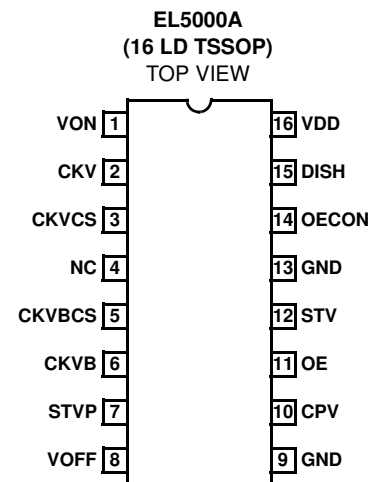 EL5000A
(16 LD TSSOP)
TOP VIEW
VON 1 16 VDD
CKV 2 15 DISH
CKVCS 3 14 OECON
NC 4 13 GND
CKVBCS 5 12 STV
CKVB 6 11 OE
STVP 7 10 CPV
VOFF 8 9 GND